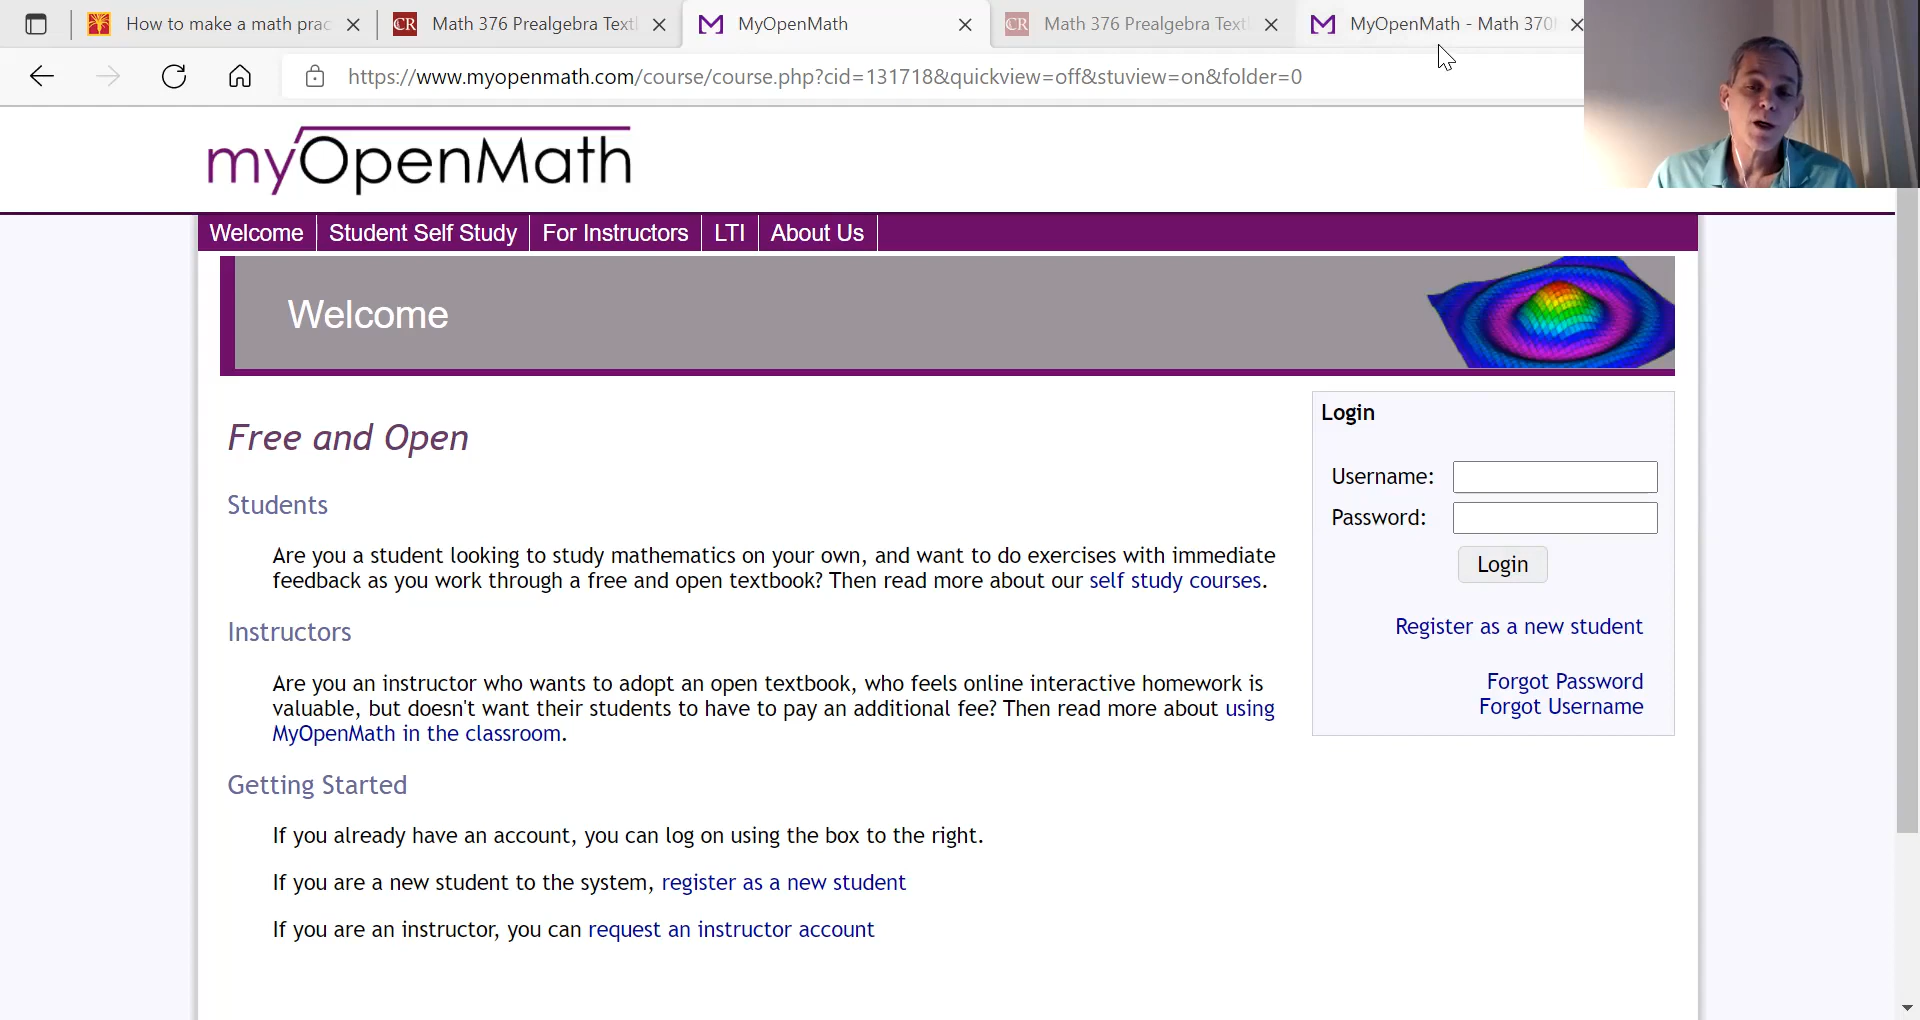 How to make a math prac
CR Math 376 Prealgebra Text
MyOpenMath
CR Math 376 Prealgebra Text
MyOpenMath - Math 370
https://www.myopenmath.com/course/course.php?cid=131718&quickview=off&stuview=on&folder=0
myOpenMath
Welcome Student Self Study For Instructors LTI About Us
Welcome
Free and Open
Students
Are you a student looking to study mathematics on your own, and want to do exercises with immediate
feedback as you work through a free and open textbook? Then read more about our self study courses.
Instructors
Are you an instructor who wants to adopt an open textbook, who feels online interactive homework is
valuable, but doesn't want their students to have to pay an additional fee? Then read more about using
MyOpenMath in the classroom.
Getting Started
If you already have an account, you can log on using the box to the right.
If you are a new student to the system, register as a new student
If you are an instructor, you can request an instructor account
Login
Username:
Password:
Login
Register as a new student
Forgot Password
Forgot Username